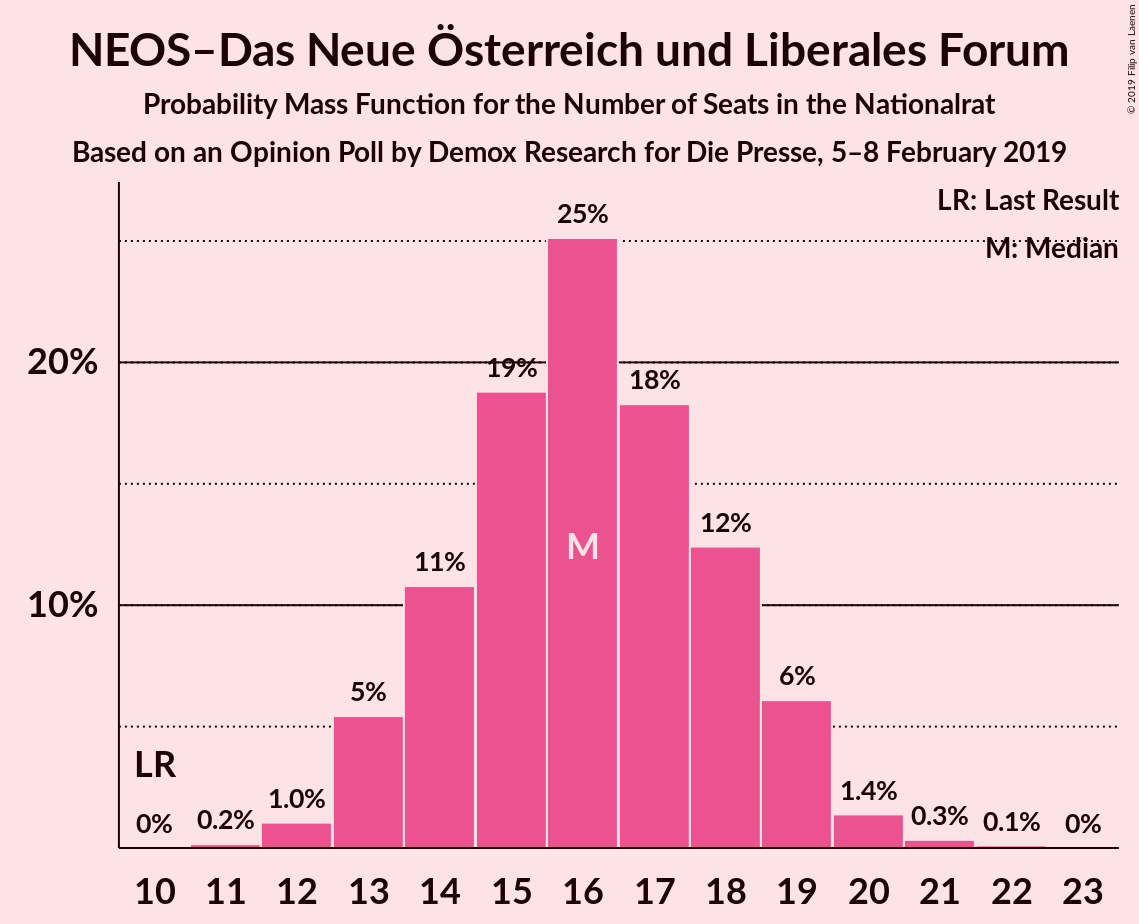 NEOS–Das Neue Österreich und Liberales Forum
Probability Mass Function for the Number of Seats in the Nationalrat
Based on an Opinion Poll by Demox Research for Die Presse, 5–8 February 2019
© 2019 Filip van Laenen
LR: Last Result
M: Median
25%
20%
19%
18%
12%
M
11%
10%
6%
5%
LR
1.4%
1.0%
0.3%
0.2%
0.1%
0%
0%
10 11 12 13 14 15 16 17 18 19 20 21 22 23